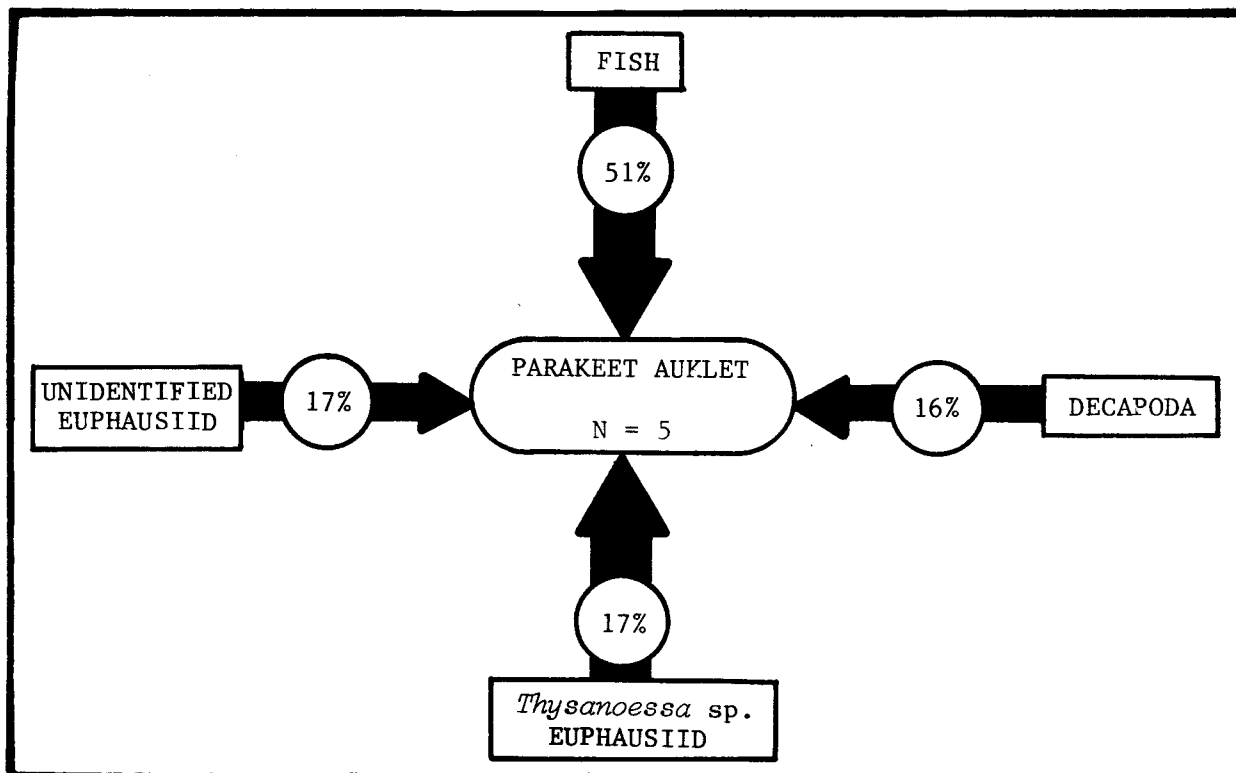 FISH
51%
UNIDENTIFIED
EUPHAUSIID
17%
PARAKEET AUKLET
N = 5
16%
DECAPODA
17%
Thysanoessa sp.
EUPHAUSIID